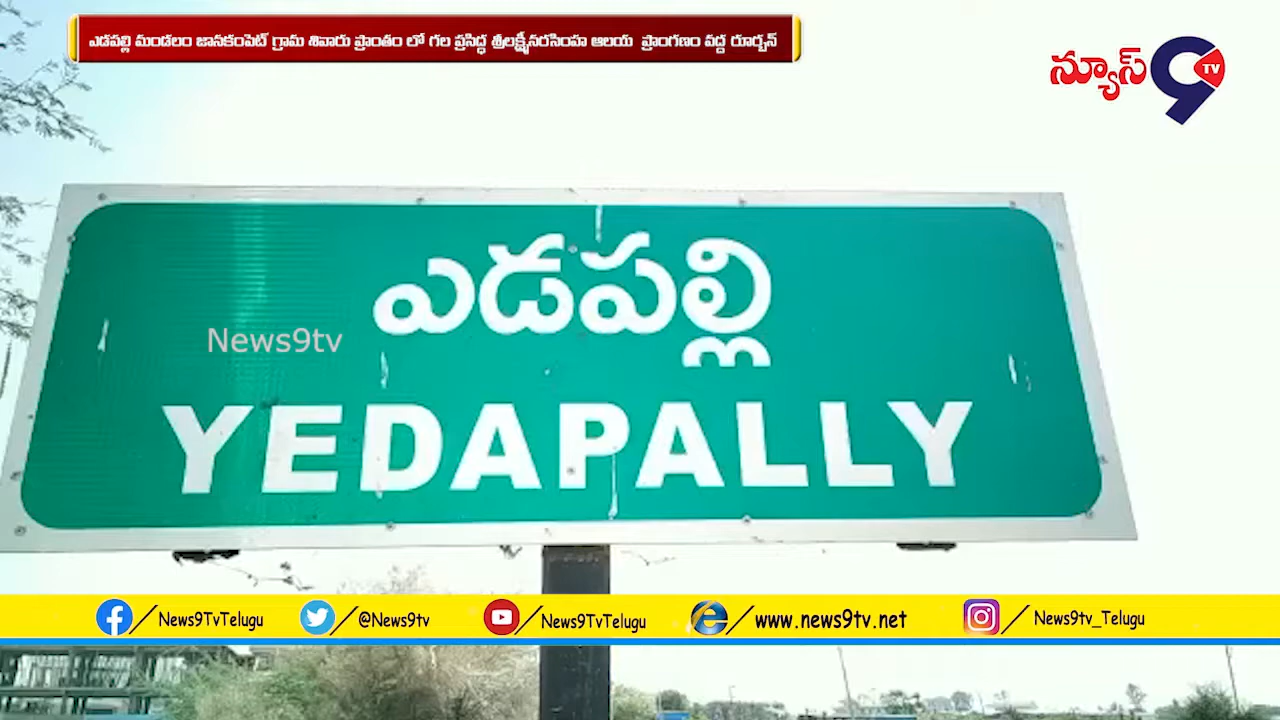 ఎడపల్లి మండలం జానకంపెట్ గ్రామ శివారు ప్రాంతం లో గల ప్రసిద్ధ శ్రీలక్ష్మీనరసింహ ఆలయ ప్రాంగణం వద్ద రూర్బన్
న్యూస్ 9 TV
ఎడపల్లి
News9tv
YEDAPALLY
/News9TvTelugu /@News9tv /News9TvTelugu /www.news9tv.net /News9tv_Telugu